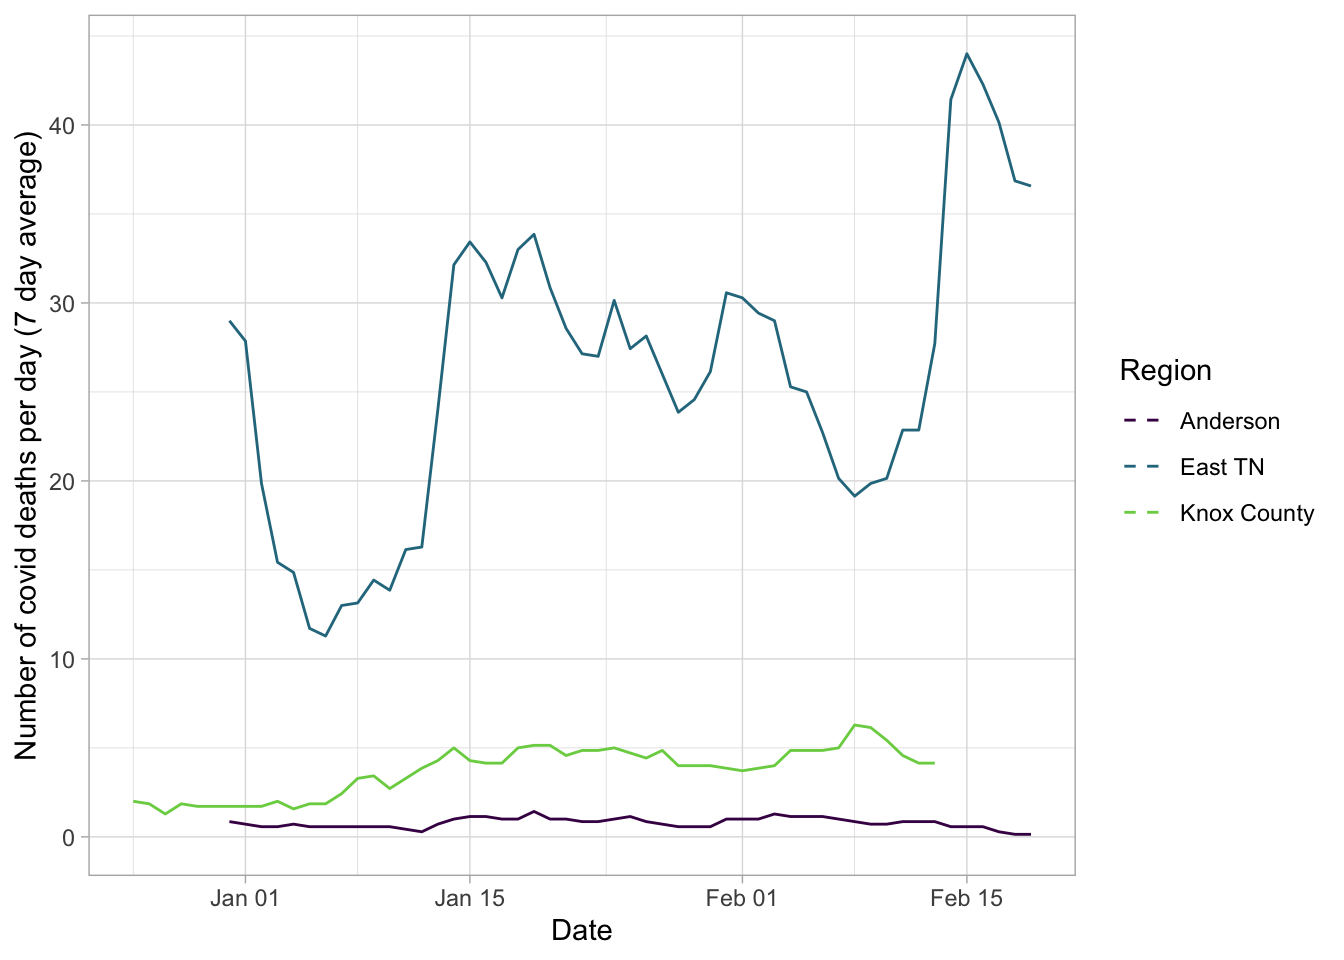 Number of covid deaths per day (7 day average)
40
30
20
10
0
Jan 01
Jan 15
Feb 01
Feb 15
Date
Region
Anderson
East TN
Knox County